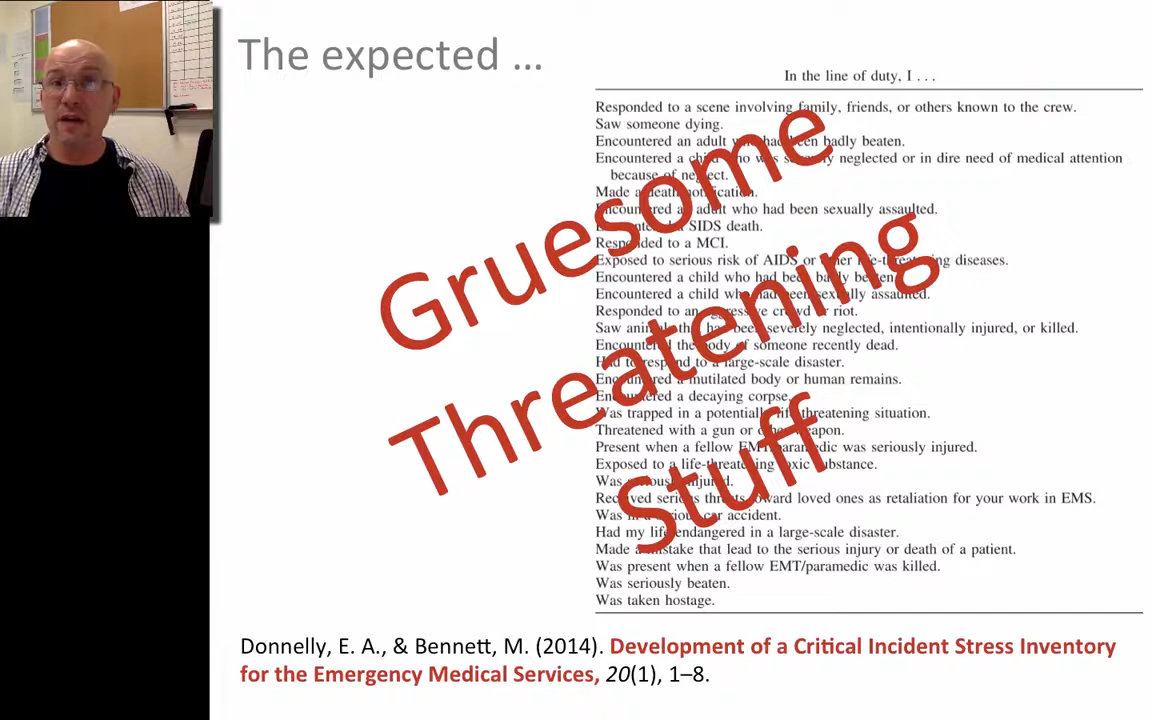 The expected ...
In the line of duty, I . . .
Responded to a scene involving family, friends, or others known to the crew.
Saw someone dying.
Encountered an adult who had been badly beaten.
Encountered a child who was severely neglected or in dire need of medical attention
because of neglect.
Made a death notification.
Encountered an adult who had been sexually assaulted.
Encountered a SIDS death.
Responded to a MCI.
Exposed to serious risk of AIDS or other life-threatening diseases.
Encountered a child who had been badly beaten.
Encountered a child who had been sexually assaulted.
Responded to an aggressive crowd or riot.
Saw animals that had been severely neglected, intentionally injured, or killed.
Encountered the body of someone recently dead.
Had to respond to a large-scale disaster.
Encountered a mutilated body or human remains.
Encountered a decaying corpse.
Was trapped in a potentially life-threatening situation.
Threatened with a gun or other weapon.
Present when a fellow EMT/paramedic was seriously injured.
Exposed to a life-threatening toxic substance.
Was seriously injured.
Received serious threats toward loved ones as retaliation for your work in EMS.
Was in a serious car accident.
Had my life endangered in a large-scale disaster.
Made a mistake that lead to the serious injury or death of a patient.
Was present when a fellow EMT/paramedic was killed.
Was seriously beaten.
Was taken hostage.
Gruesome
Threatening
Stuff
Donnelly, E. A., & Bennett, M. (2014). Development of a Critical Incident Stress Inventory
for the Emergency Medical Services, 20(1), 1–8.